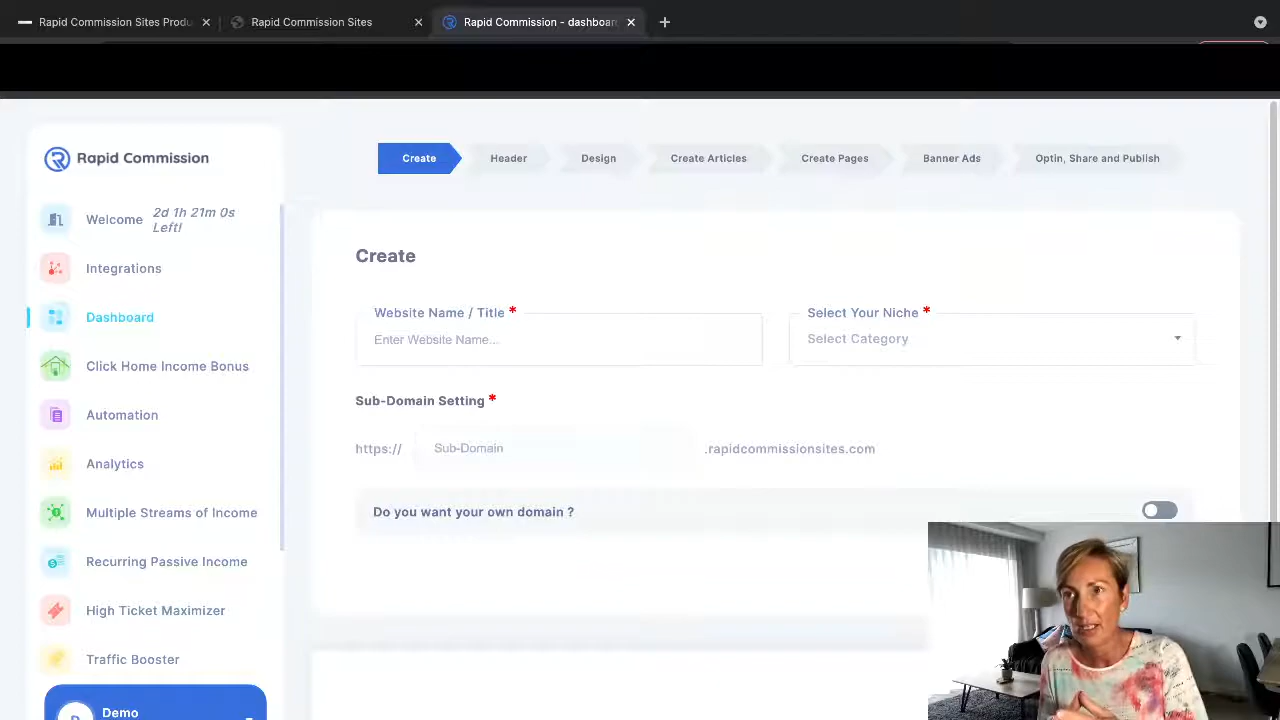 Rapid Commission Sites Produ
Rapid Commission Sites
Rapid Commission - dashboar
Rapid Commission
Create
Header
Design
Create Articles
Create Pages
Banner Ads
Optin, Share and Publish
Welcome
2d 1h 21m 0s
Left!
Integrations
Dashboard
Click Home Income Bonus
Automation
Analytics
Multiple Streams of Income
Recurring Passive Income
High Ticket Maximizer
Traffic Booster
D
Demo
Create
Website Name / Title *
Enter Website Name...
Select Your Niche *
Select Category
Sub-Domain Setting *
https://
Sub-Domain
.rapidcommissionsites.com
Do you want your own domain ?